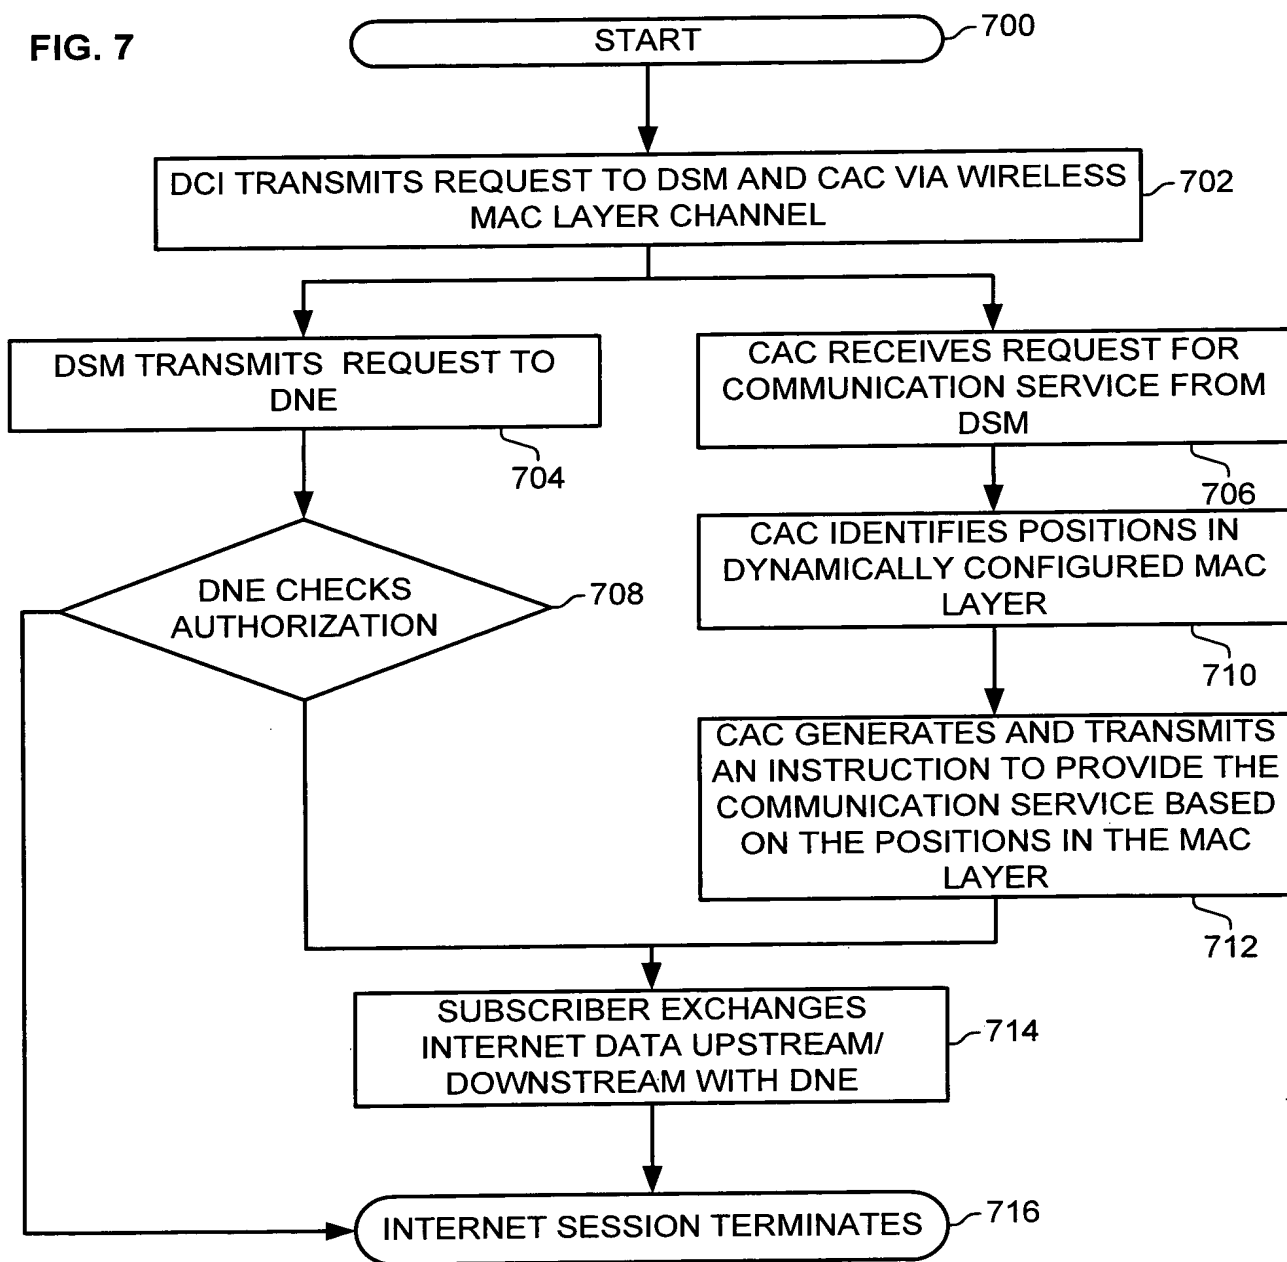 FIG. 7
START
700
DCI TRANSMITS REQUEST TO DSM AND CAC VIA WIRELESS
MAC LAYER CHANNEL
702
DSM TRANSMITS REQUEST TO
DNE
704
CAC RECEIVES REQUEST FOR
COMMUNICATION SERVICE FROM
DSM
706
DNE CHECKS
AUTHORIZATION
708
CAC IDENTIFIES POSITIONS IN
DYNAMICALLY CONFIGURED MAC
LAYER
710
CAC GENERATES AND TRANSMITS
AN INSTRUCTION TO PROVIDE THE
COMMUNICATION SERVICE BASED
ON THE POSITIONS IN THE MAC
LAYER
712
SUBSCRIBER EXCHANGES
INTERNET DATA UPSTREAM/
DOWNSTREAM WITH DNE
714
INTERNET SESSION TERMINATES
716